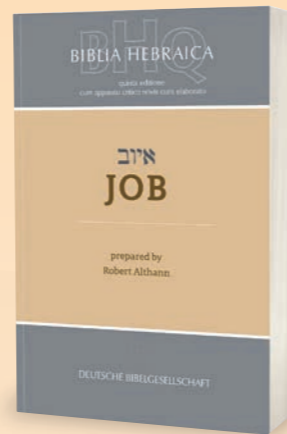 BHQ
BIBLIA HEBRAICA
quinta editione
cum apparatu critico novis curis elaborato
איוב
JOB
prepared by
Robert Althann
DEUTSCHE BIBELGESELLSCHAFT